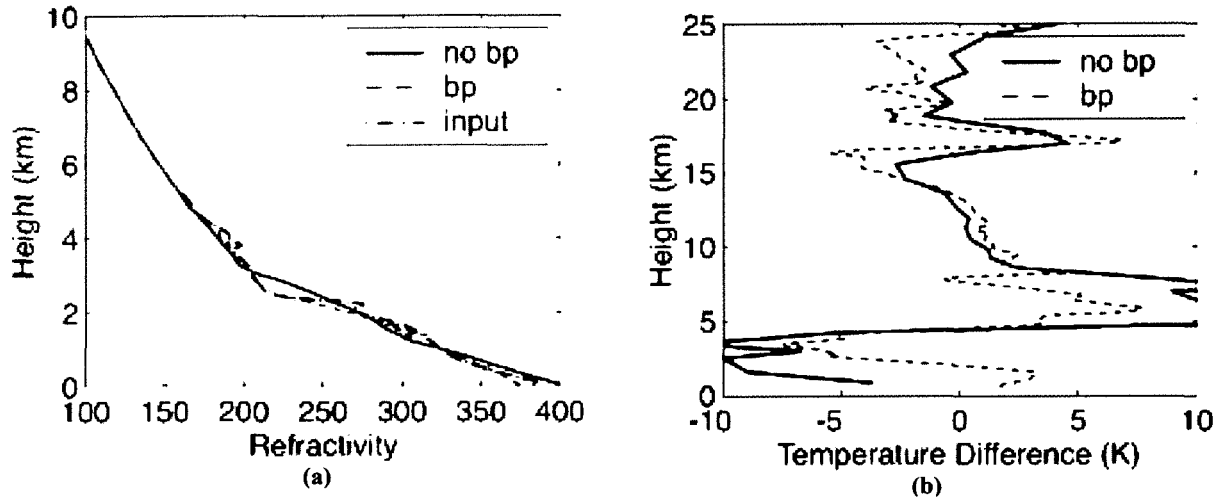 10
8
6
4
2
0
Height (km)
no bp
bp
input
100 150 200 250 300 350 400
Refractivity
(a)
25
20
15
10
5
0
Height (km)
no bp
bp
-10 -5 0 5 10
Temperature Difference (K)
(b)